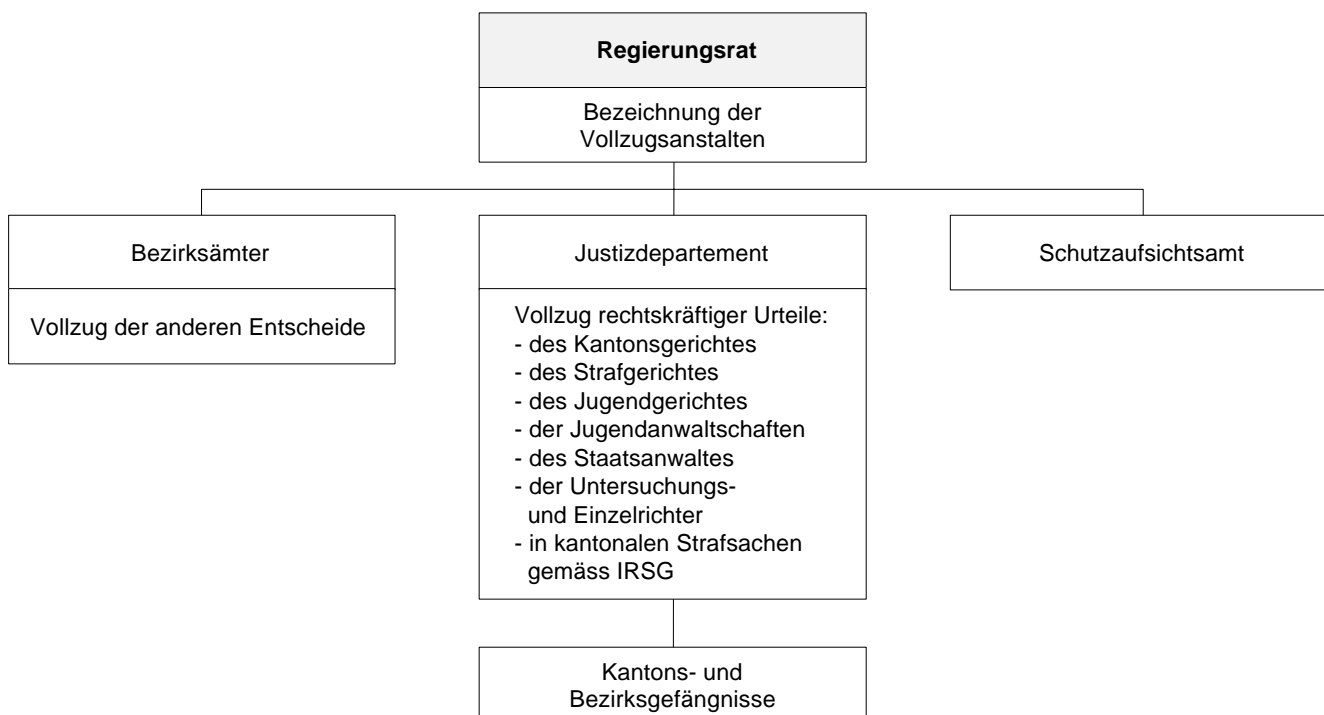 Regierungsrat
Bezeichnung der
Vollzugsanstalten
Bezirksämter
Vollzug der anderen Entscheide
Justizdepartement
Vollzug rechtskräftiger Urteile:
- des Kantonsgerichtes
- des Strafgerichtes
- des Jugendgerichtes
- der Jugendanwaltschaften
- des Staatsanwaltes
- der Untersuchungs-
und Einzelrichter
- in kantonalen Strafsachen
gemäss IRSG
Schutzaufsichtsamt
Kantons- und
Bezirksgefängnisse